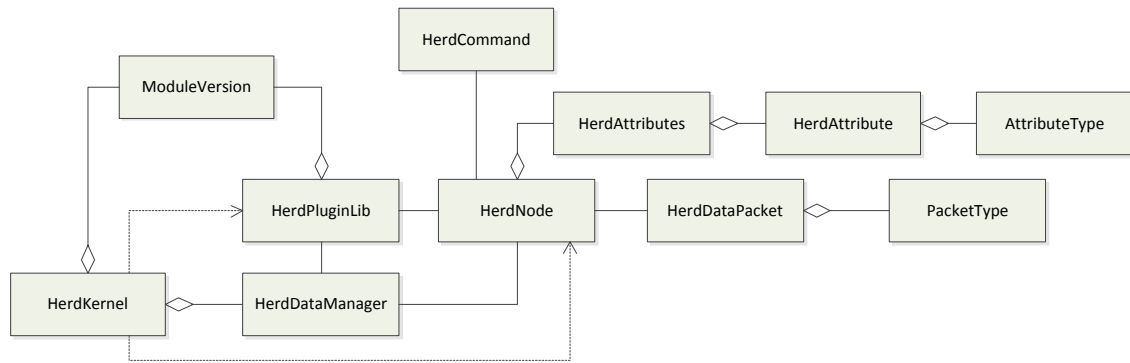 HerdCommand
ModuleVersion
HerdAttributes
HerdAttribute
AttributeType
HerdPluginLib
HerdNode
HerdDataPacket
PacketType
HerdKernel
HerdDataManager